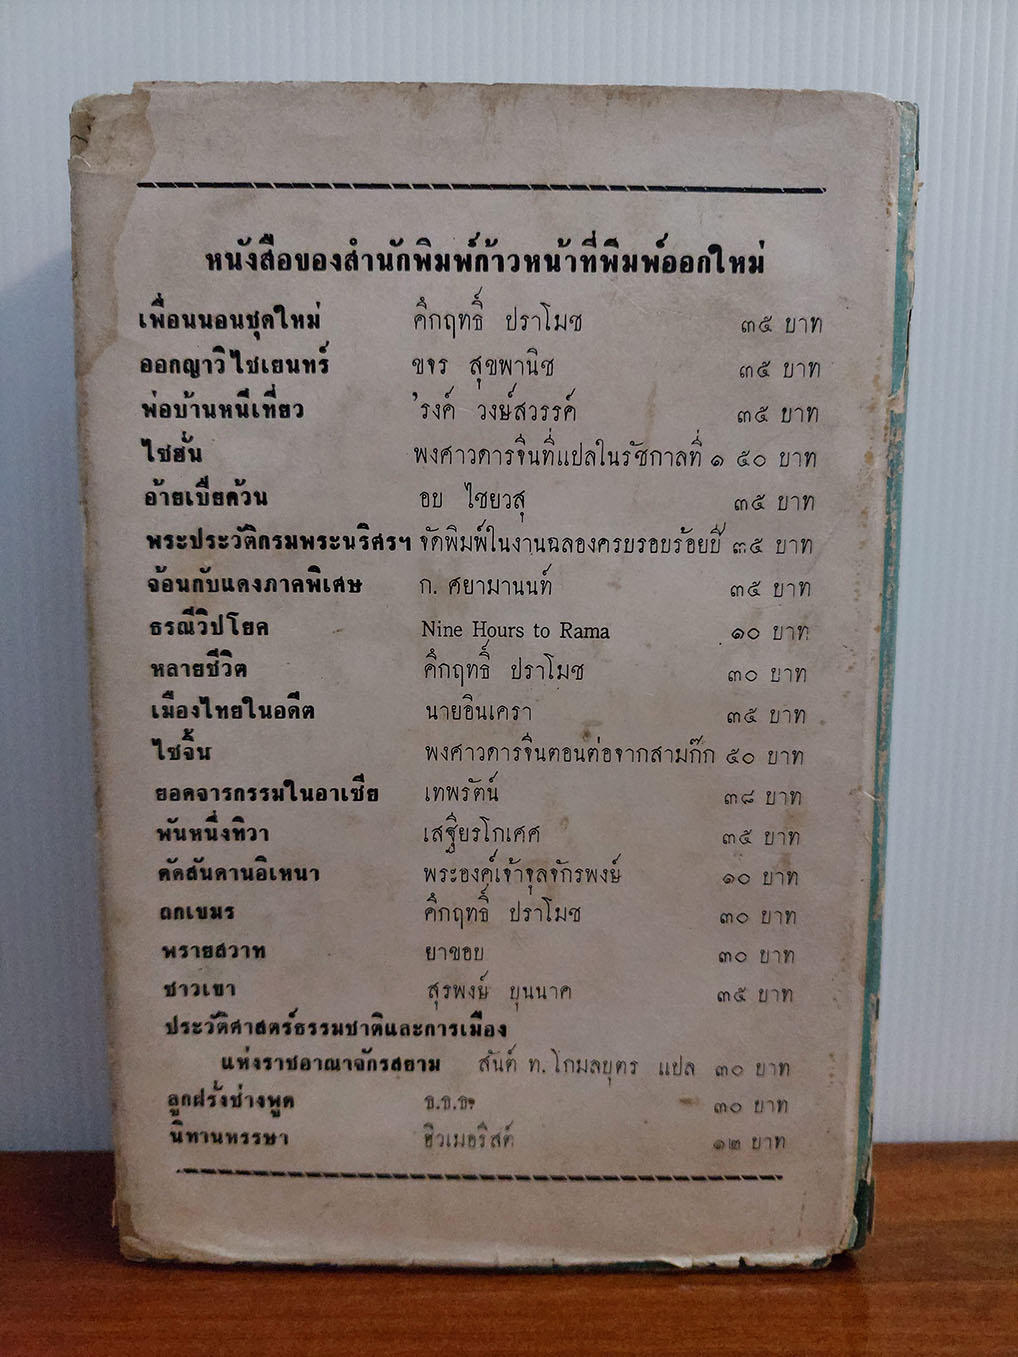 หนังสือของสำนักพิมพ์ก้าวหน้าที่พิมพ์ออกใหม่
เพื่อนนอนชุดใหม่ คึกฤทธิ์ ปราโมช ๓๕ บาท
ออกญาวิไชเยนทร์ ขจร สุขพานิช ๓๕ บาท
พ่อบ้านหนีเที่ยว ’รงค์ วงษ์สวรรค์ ๓๕ บาท
ไซฮั่น พงศาวดารจีนที่แปลในรัชกาลที่ ๑ ๕๐ บาท
อ้ายเบี้ยด้วน อบ ไชยวสุ ๓๕ บาท
พระประวัติกรมพระนริศรฯ จัดพิมพ์ในงานฉลองครบรอบร้อยปี ๓๕ บาท
จ้อนกับแดงภาคพิเศษ ก. ศยามานนท์ ๓๕ บาท
ธรณีวิปโยค Nine Hours to Rama ๑๐ บาท
หลายชีวิต คึกฤทธิ์ ปราโมช ๓๐ บาท
เมืองไทยในอดีต นายอินเครา ๓๕ บาท
ไซจิ้น พงศาวดารจีนตอนต่อจากสามก๊ก ๕๐ บาท
ยอดจารกรรมในอาเซีย เทพรัตน์ ๓๘ บาท
พันหนึ่งทิวา เสฐียรโกเศศ ๓๕ บาท
ดัดสันดานอิเหนา พระองค์เจ้าจุลจักรพงษ์ ๑๐ บาท
ถกเขมร คึกฤทธิ์ ปราโมช ๓๐ บาท
พรายสวาท ยาขอบ ๓๐ บาท
ชาวเขา สุรพงษ์ บุนนาค ๓๕ บาท
ประวัติศาสตร์ธรรมชาติและการเมือง
แห่งราชอาณาจักรสยาม สันต์ ท. โกมลบุตร แปล ๓๐ บาท
ลูกฝรั้งช่างพูด ๓๐ บาท
นิทานหรรษา ฮิวเมอริสต์ ๑๒ บาท